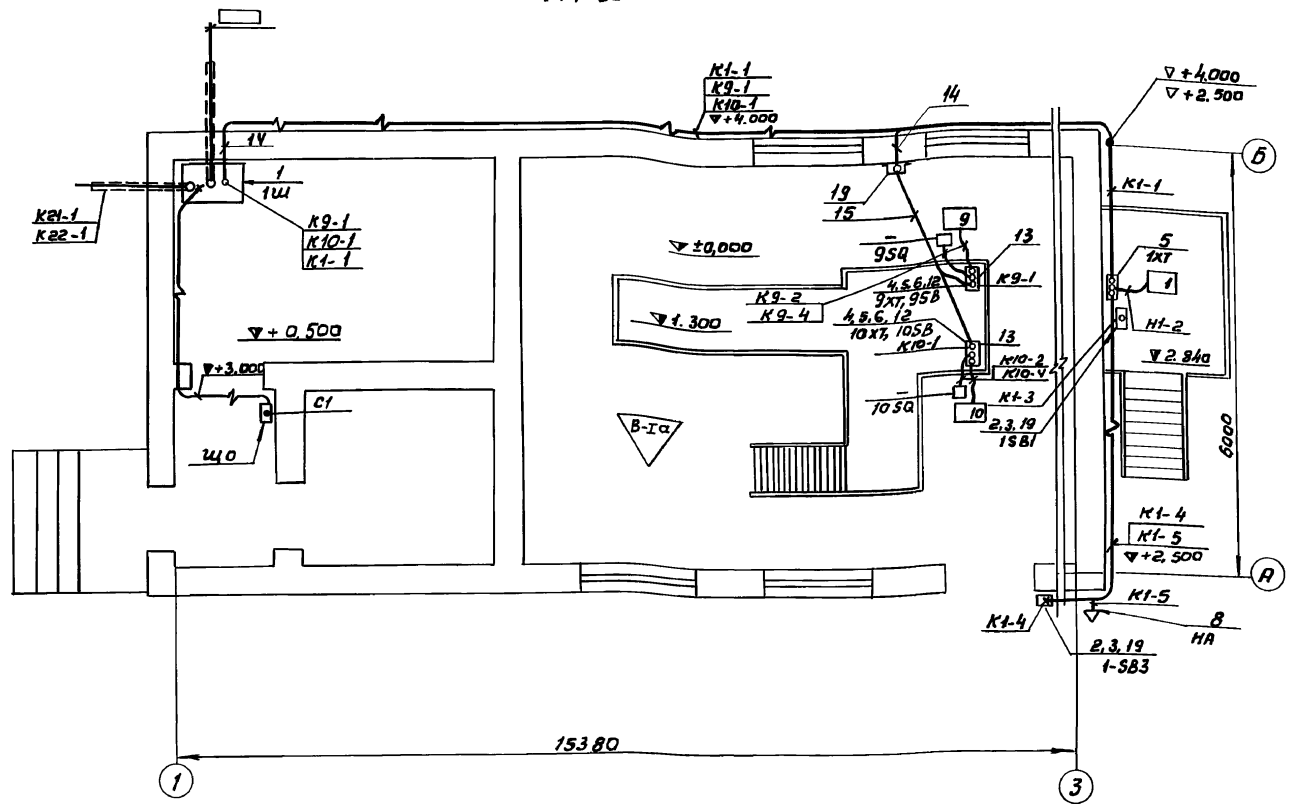 К1-1
К9-1
К10-1
▽+4.000
14
▽ +4.000
▽ +2.500
Б
14
1
1Ш
К21-1
К22-1
К9-1
К10-1
К1-1
19
15
9
К1-1
▽ ±0,000
9SQ
13
5
1ХТ
1
К9-2
К9-4
4,5,6,12
9ХТ, 9SB
К9-1
▽ 1.300
4,5,6,12
10ХТ, 10SB
К10-1
13
Н1-2
▽ + 0,500
К10-2
К10-4
▽ 2.840
▽+3,000
С1
10SQ
10
К1-3
2,3,19
1SB1
6000
В-Iа
ЩО
К1-4
К1-5
▽+2,500
А
К1-4
К1-5
8
НА
2,3,19
1-SB3
15380
1
3